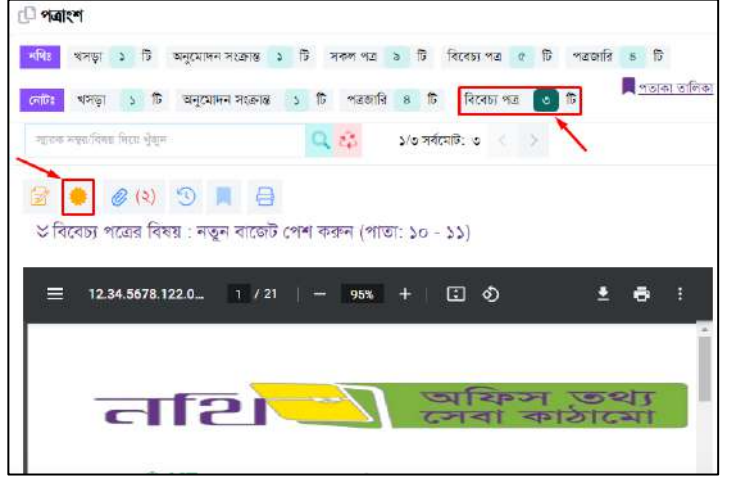 পত্রাংশ
নথিঃ খসড়া ১ টি অনুমোদন সংক্রান্ত ১ টি সকল পত্র ৯ টি বিবেচ্য পত্র ৫ টি পত্রজারি ৪ টি
পতাকা তালিকা
নোটঃ খসড়া ১ টি অনুমোদন সংক্রান্ত ১ টি পত্রজারি ৪ টি বিবেচ্য পত্র ৩ টি
স্মারক নম্বর/বিষয় দিয়ে খুঁজুন ১/৩ সর্বমোট: ৩
(২)
বিবেচ্য পত্রের বিষয় : নতুন বাজেট পেশ করুন (পাতা: ১০ - ১১)
12.34.5678.122.0... 1 / 21 95%
নথি অফিস তথ্য
সেবা কাঠামো